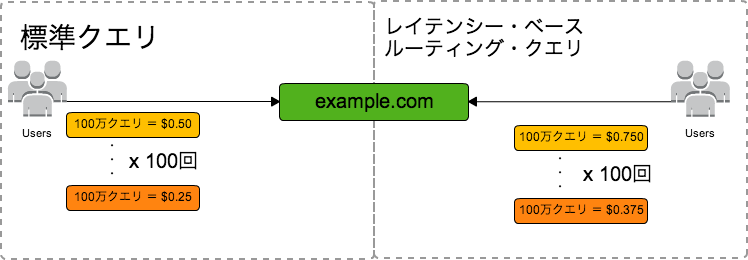 標準クエリ
Users
100万クエリ = $0.50
x 100回
100万クエリ = $0.25
example.com
レイテンシー・ベース
ルーティング・クエリ
Users
100万クエリ = $0.750
x 100回
100万クエリ = $0.375